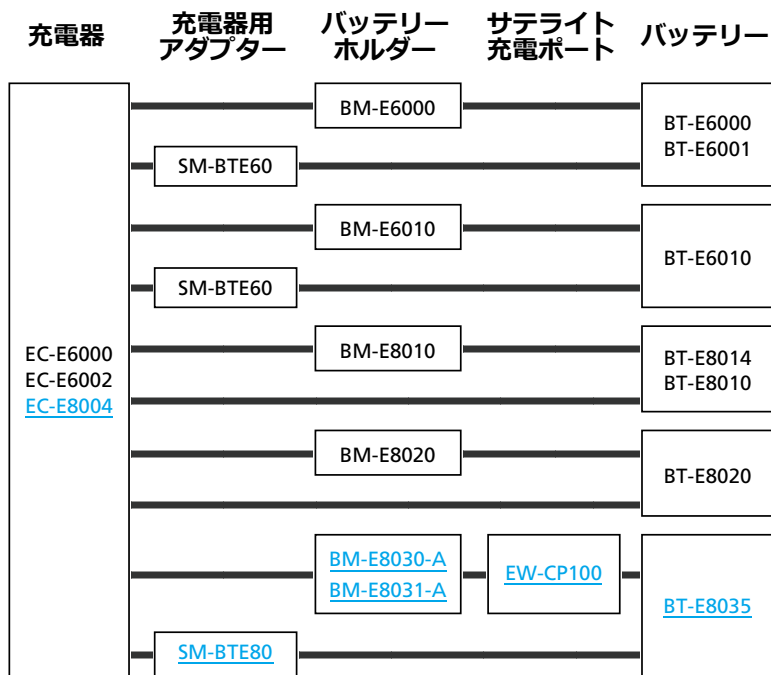 充電器
充電器用
アダプター
バッテリー
ホルダー
サテライト
充電ポート
バッテリー
EC-E6000
EC-E6002
EC-E8004
BM-E6000
SM-BTE60
BT-E6000
BT-E6001
BM-E6010
SM-BTE60
BT-E6010
BM-E8010
BT-E8014
BT-E8010
BM-E8020
BT-E8020
BM-E8030-A
BM-E8031-A
EW-CP100
SM-BTE80
BT-E8035